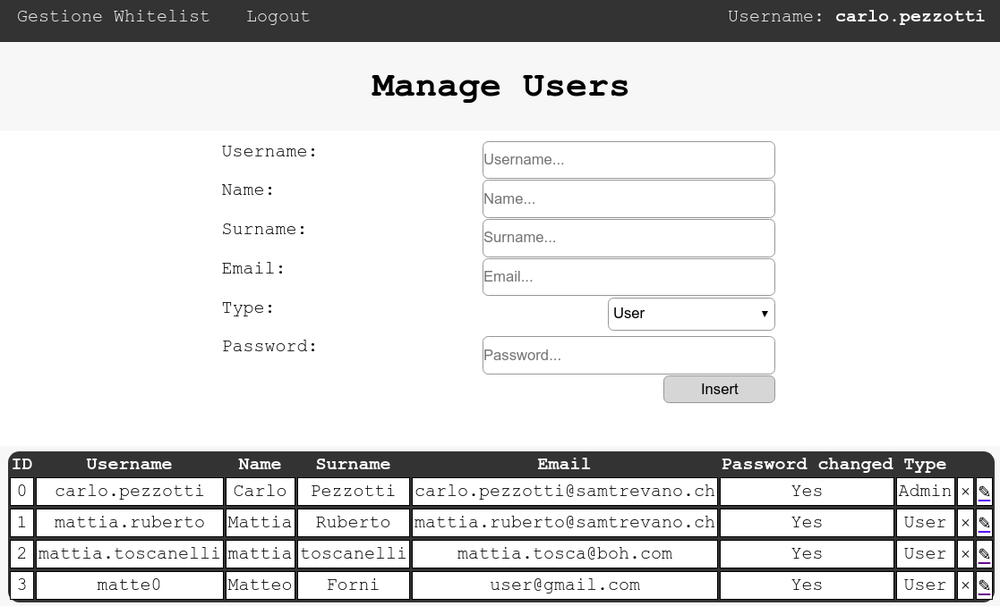 Gestione Whitelist Logout Username: carlo.pezzotti
Manage Users
Username: Username...
Name: Name...
Surname: Surname...
Email: Email...
Type: User ▾
Password: Password...
Insert
ID Username Name Surname Email Password changed Type
0 carlo.pezzotti Carlo Pezzotti carlo.pezzotti@samtrevano.ch Yes Admin × ✎
1 mattia.ruberto Mattia Ruberto mattia.ruberto@samtrevano.ch Yes User × ✎
2 mattia.toscanelli mattia toscanelli mattia.tosca@boh.com Yes User × ✎
3 matte0 Matteo Forni user@gmail.com Yes User × ✎